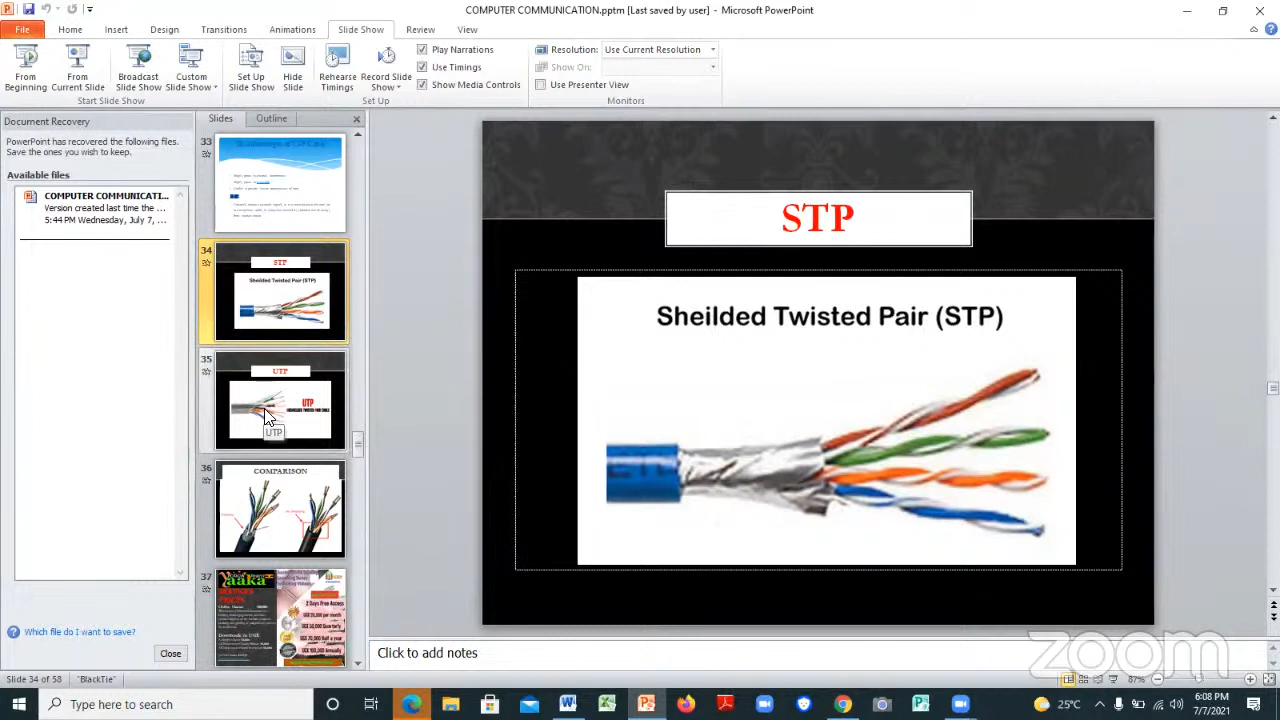 COMPUTER COMMUNICATION.pptm [Last saved by user] - Microsoft PowerPoint
File Home Insert Design Transitions Animations Slide Show Review View
From Beginning
From Current Slide
Broadcast Slide Show
Custom Slide Show
Set Up Slide Show
Hide Slide
Rehearse Timings
Record Slide Show
Play Narrations
Use Timings
Show Media Controls
Resolution: Use Current Resolution
Show On:
Use Presenter View
Start Slide Show
Set Up
Monitors
Document Recovery
PowerPoint has recovered the following files. Save the ones you wish to keep.
Available files
COMPUTER COMMUNICATI...
Version created last time the ...
5:
PM Wednesday, July 7, ...
Which file do I want to save?
Close
Slides Outline
33
34
STP
Sheilded Twisted Pair (STP)
35
UTP
UTP
UTP
36
COMPARISON
37
2 Days Free Access
STP
Sheilded Twisted Pair (STP)
Click to add notes
zoom
Slide 34 of 58
"BlackTie"
87%
Type here to search
25°C
6:08 PM
7/7/2021